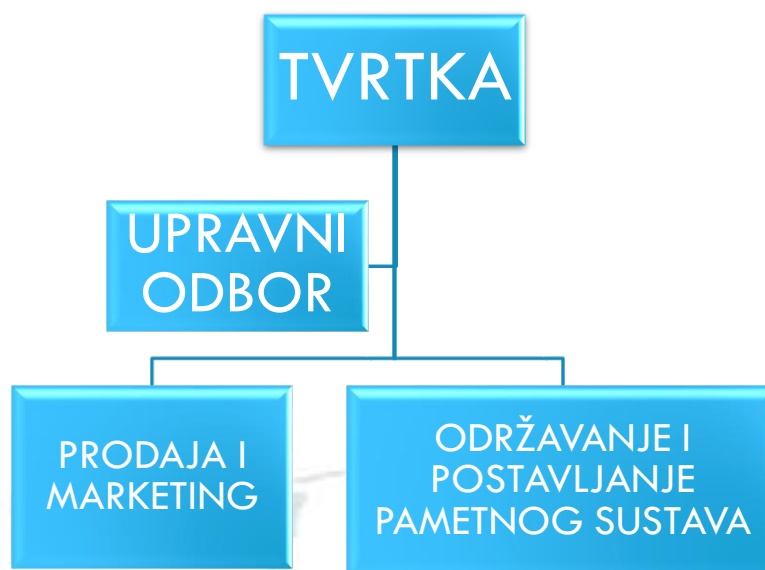 TVRTKA
UPRAVNI
ODBOR
PRODAJA I
MARKETING
ODRŽAVANJE I
POSTAVLJANJE
PAMETNOG SUSTAVA